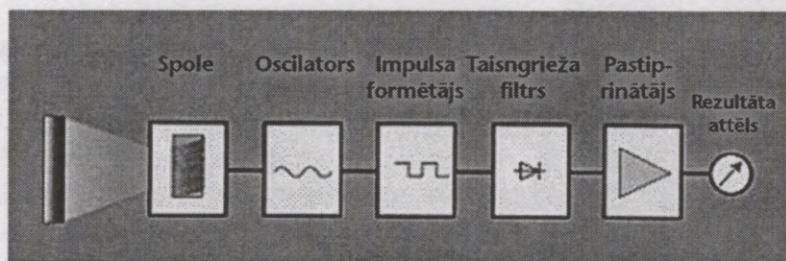 Spole
Oscilators
Impulsa
formētājs
Taisngrieža
filtrs
Pastip-
rinātājs
Rezultāta
attēls